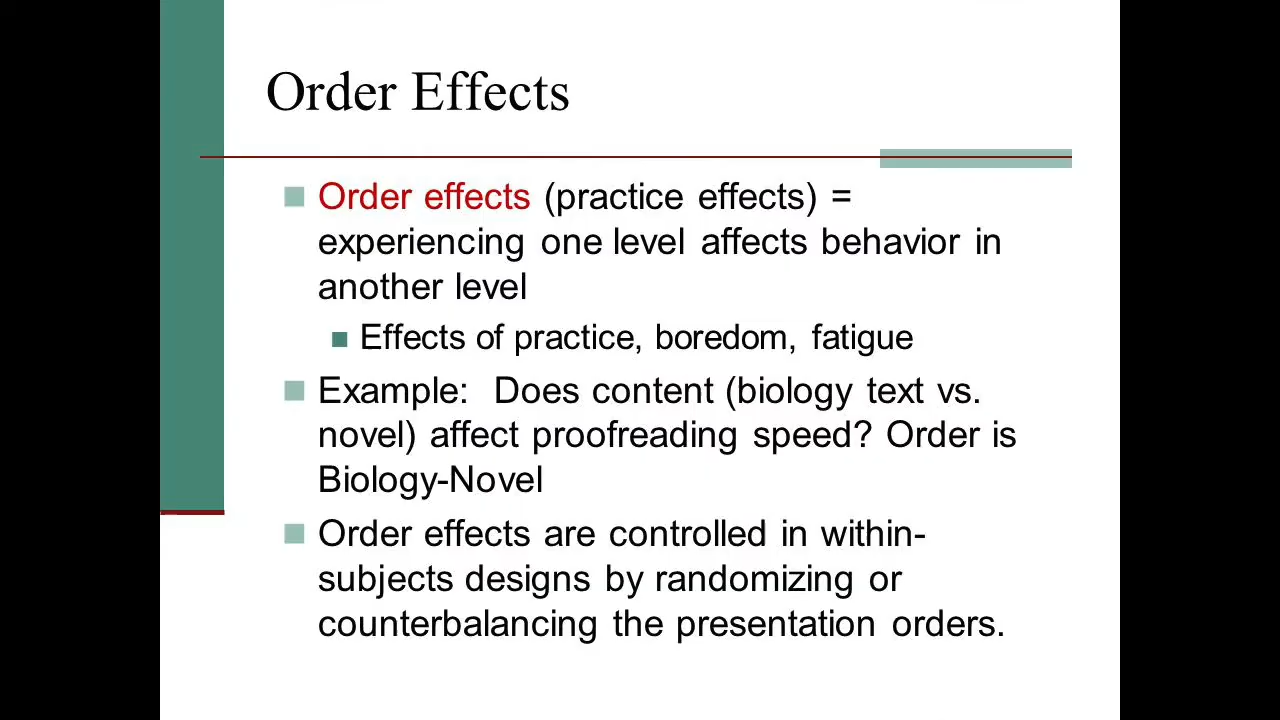 Order Effects
Order effects (practice effects) =
experiencing one level affects behavior in
another level
Effects of practice, boredom, fatigue
Example: Does content (biology text vs.
novel) affect proofreading speed? Order is
Biology-Novel
Order effects are controlled in within-
subjects designs by randomizing or
counterbalancing the presentation orders.